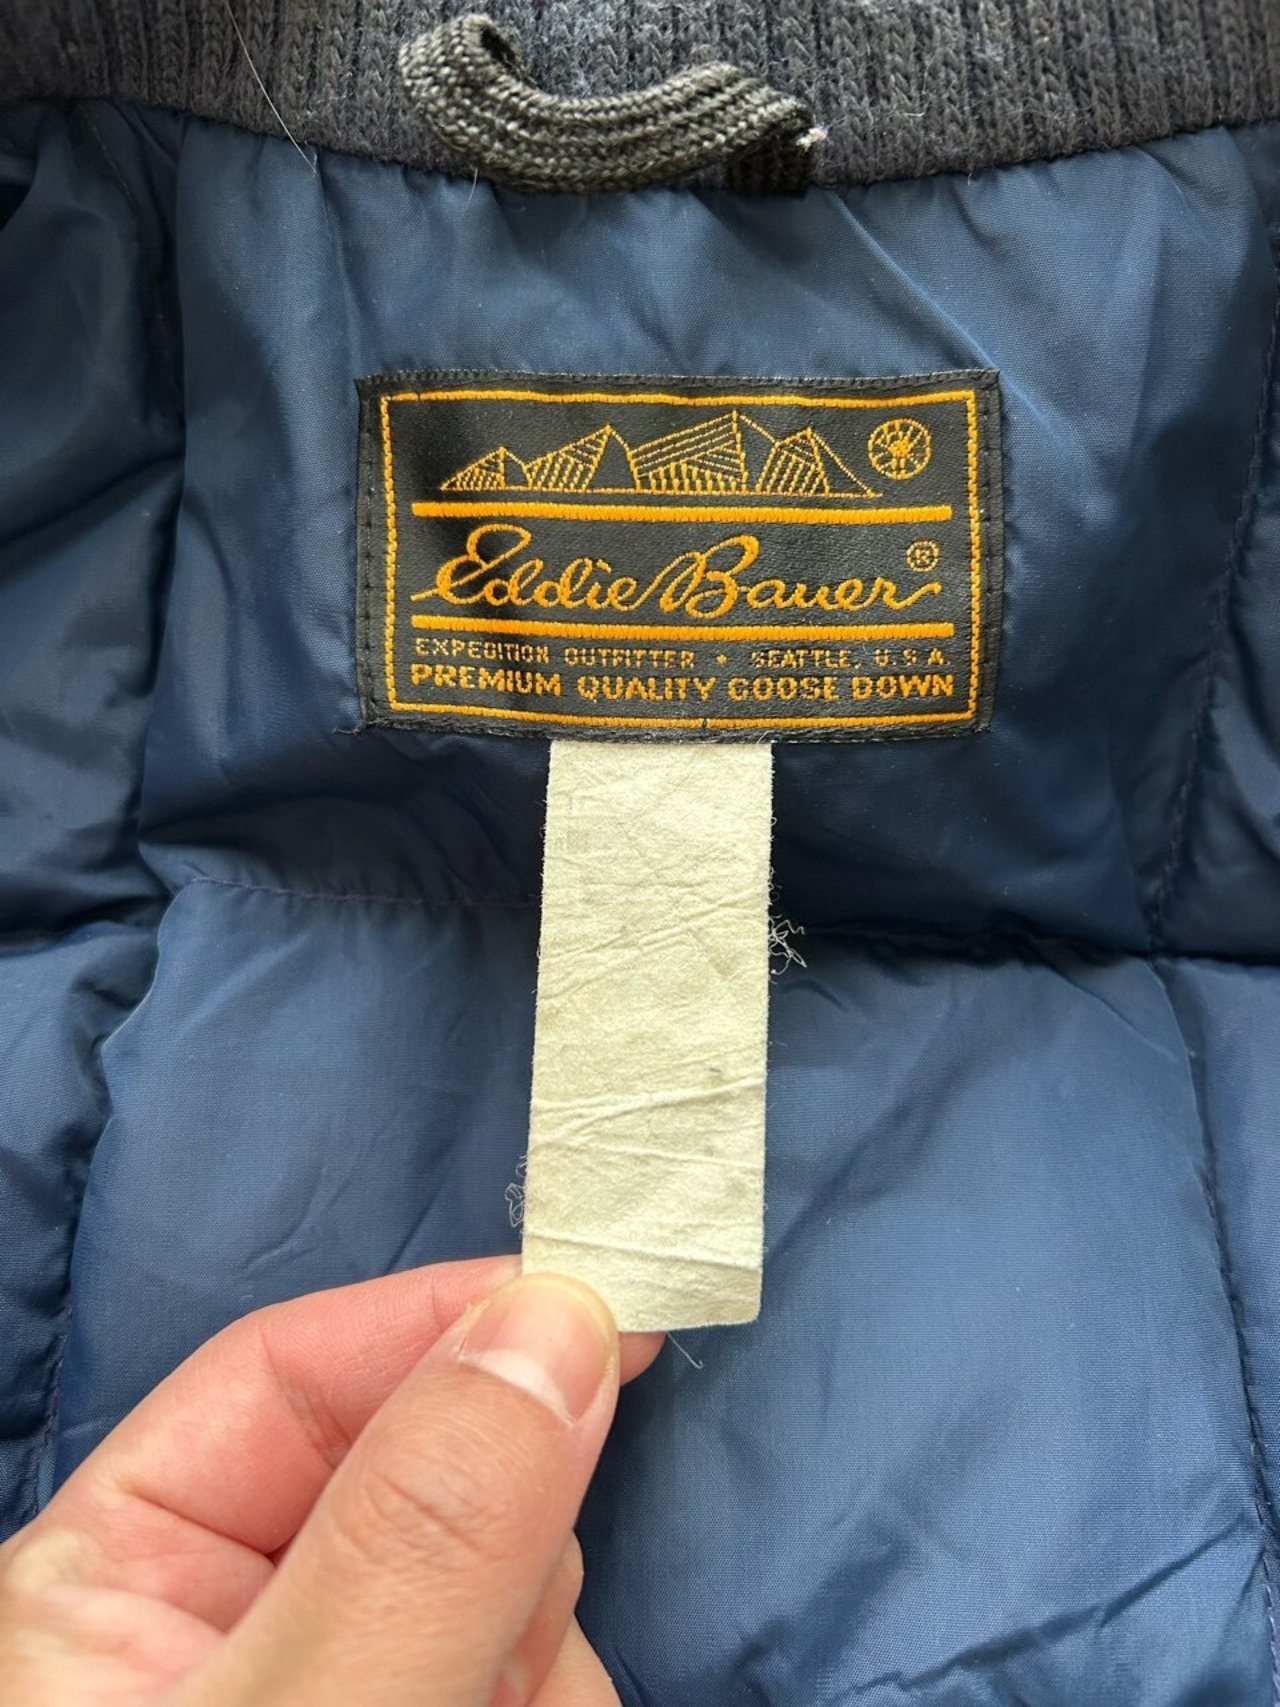 Eddie Bauer®
EXPEDITION OUTFITTER • SEATTLE, U.S.A.
PREMIUM QUALITY GOOSE DOWN